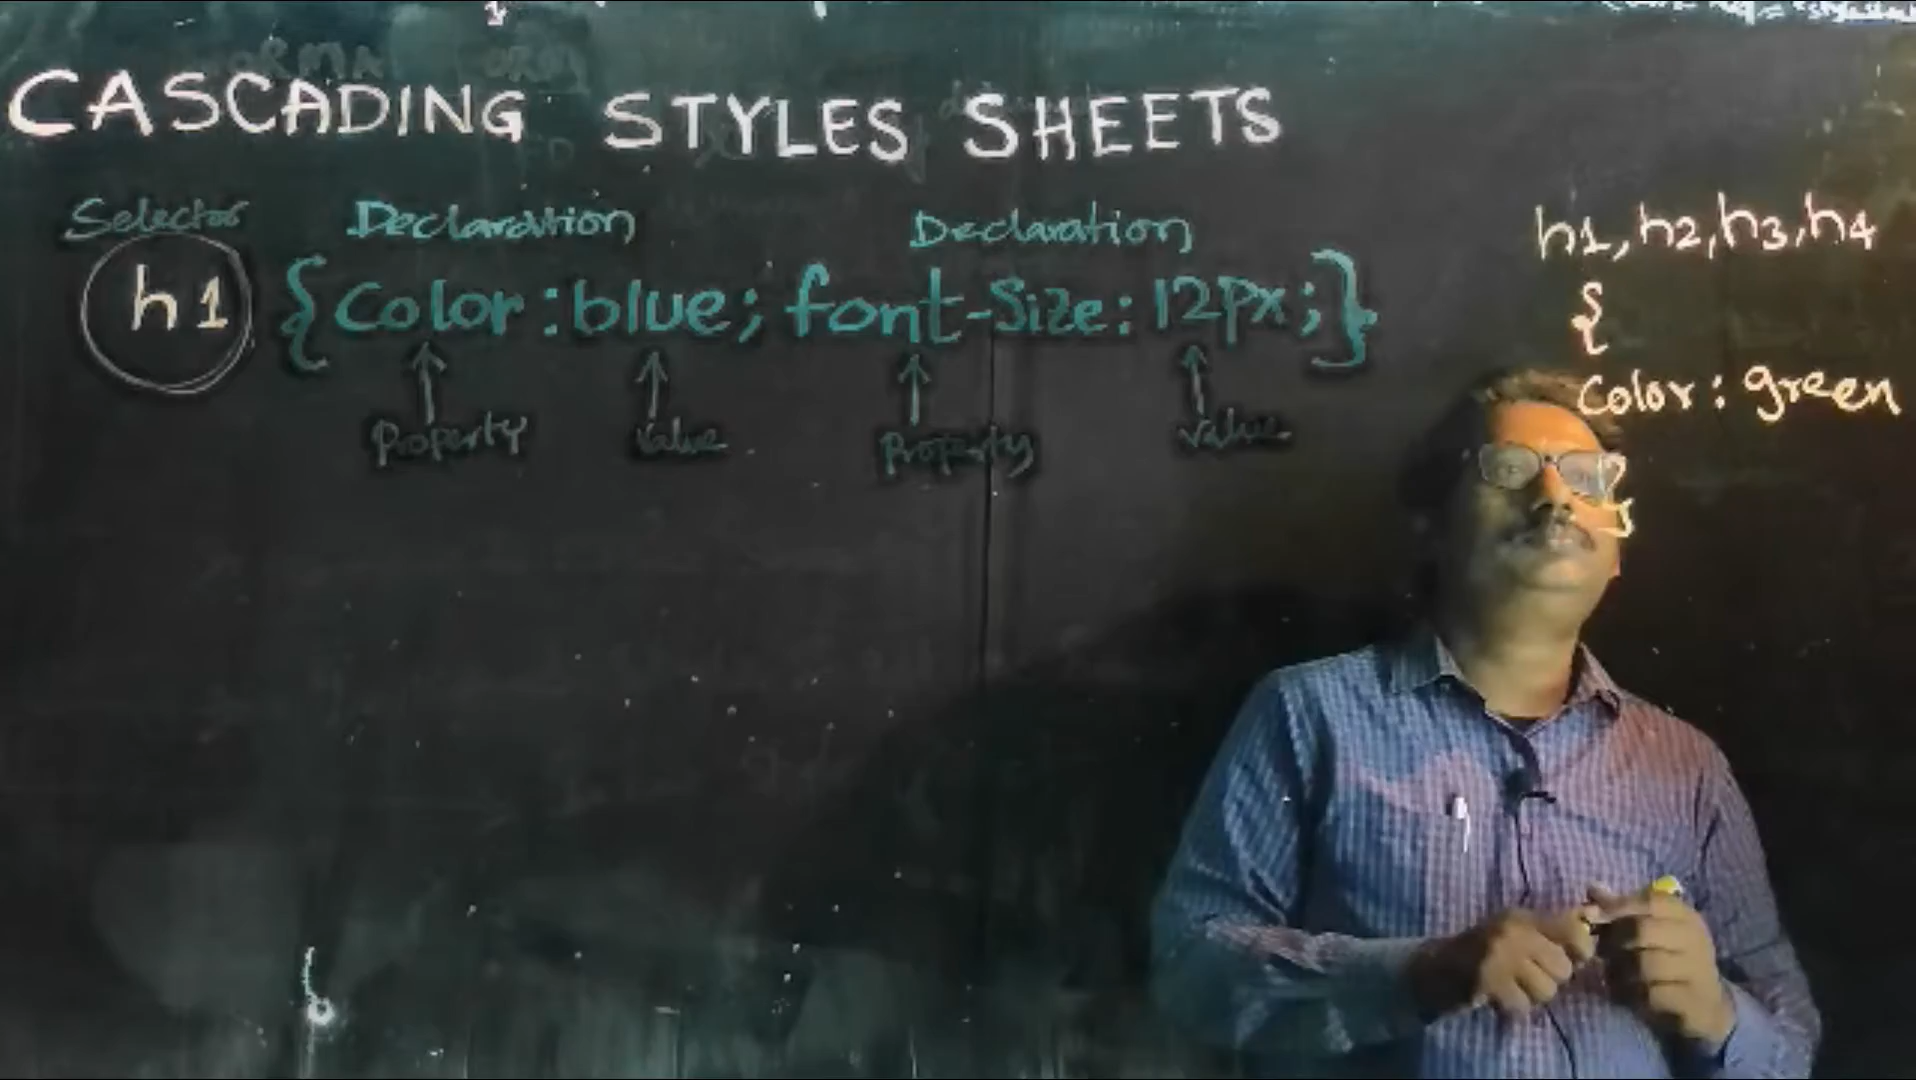 CASCADING STYLES SHEETS
Selector Declaration Declaration
h1 {Color:blue; font-Size:12px;}
Property value Property value
h1, h2, h3, h4
{
Color: green
}